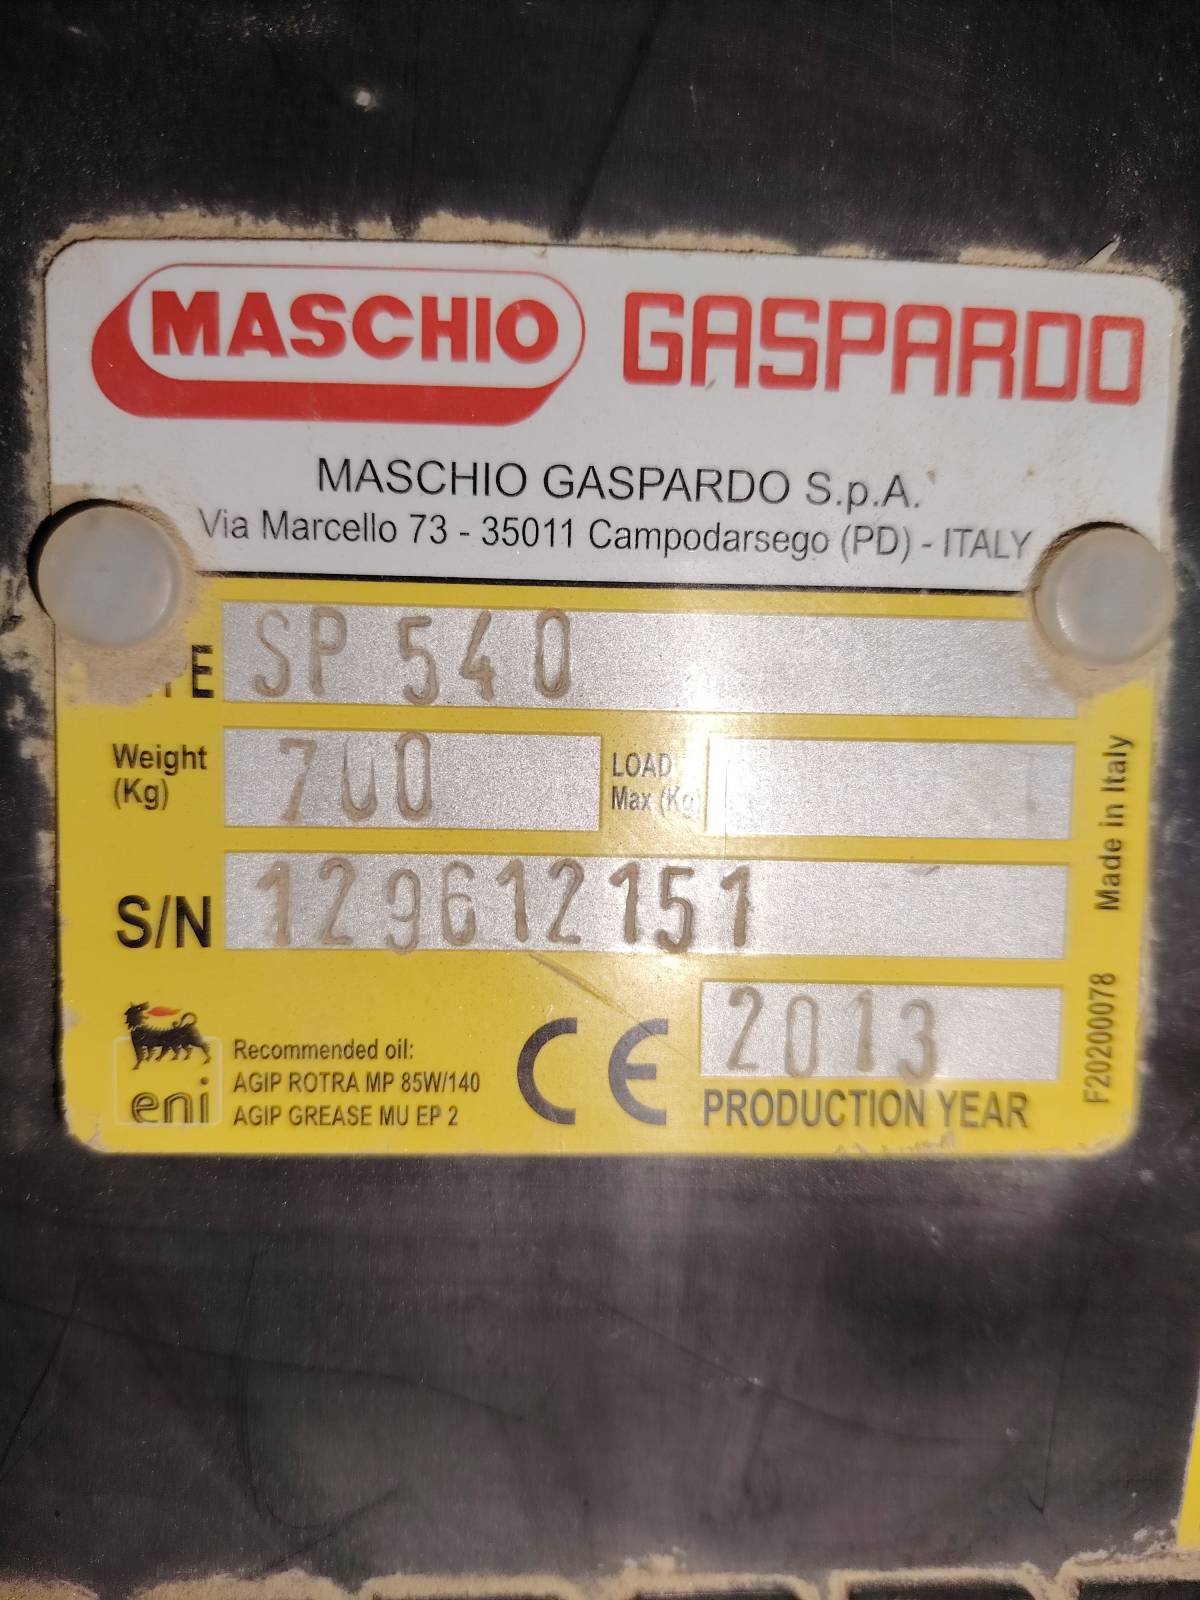 MASCHIO GASPARDO
MASCHIO GASPARDO S.p.A.
Via Marcello 73 - 35011 Campodarsego (PD) - ITALY
SP 540
Weight (Kg) 700 LOAD Max (Kg)
S/N 129612151
2013
PRODUCTION YEAR
eni
Recommended oil:
AGIP ROTRA MP 85W/140
AGIP GREASE MU EP 2
CE
F20200078 Made in Italy